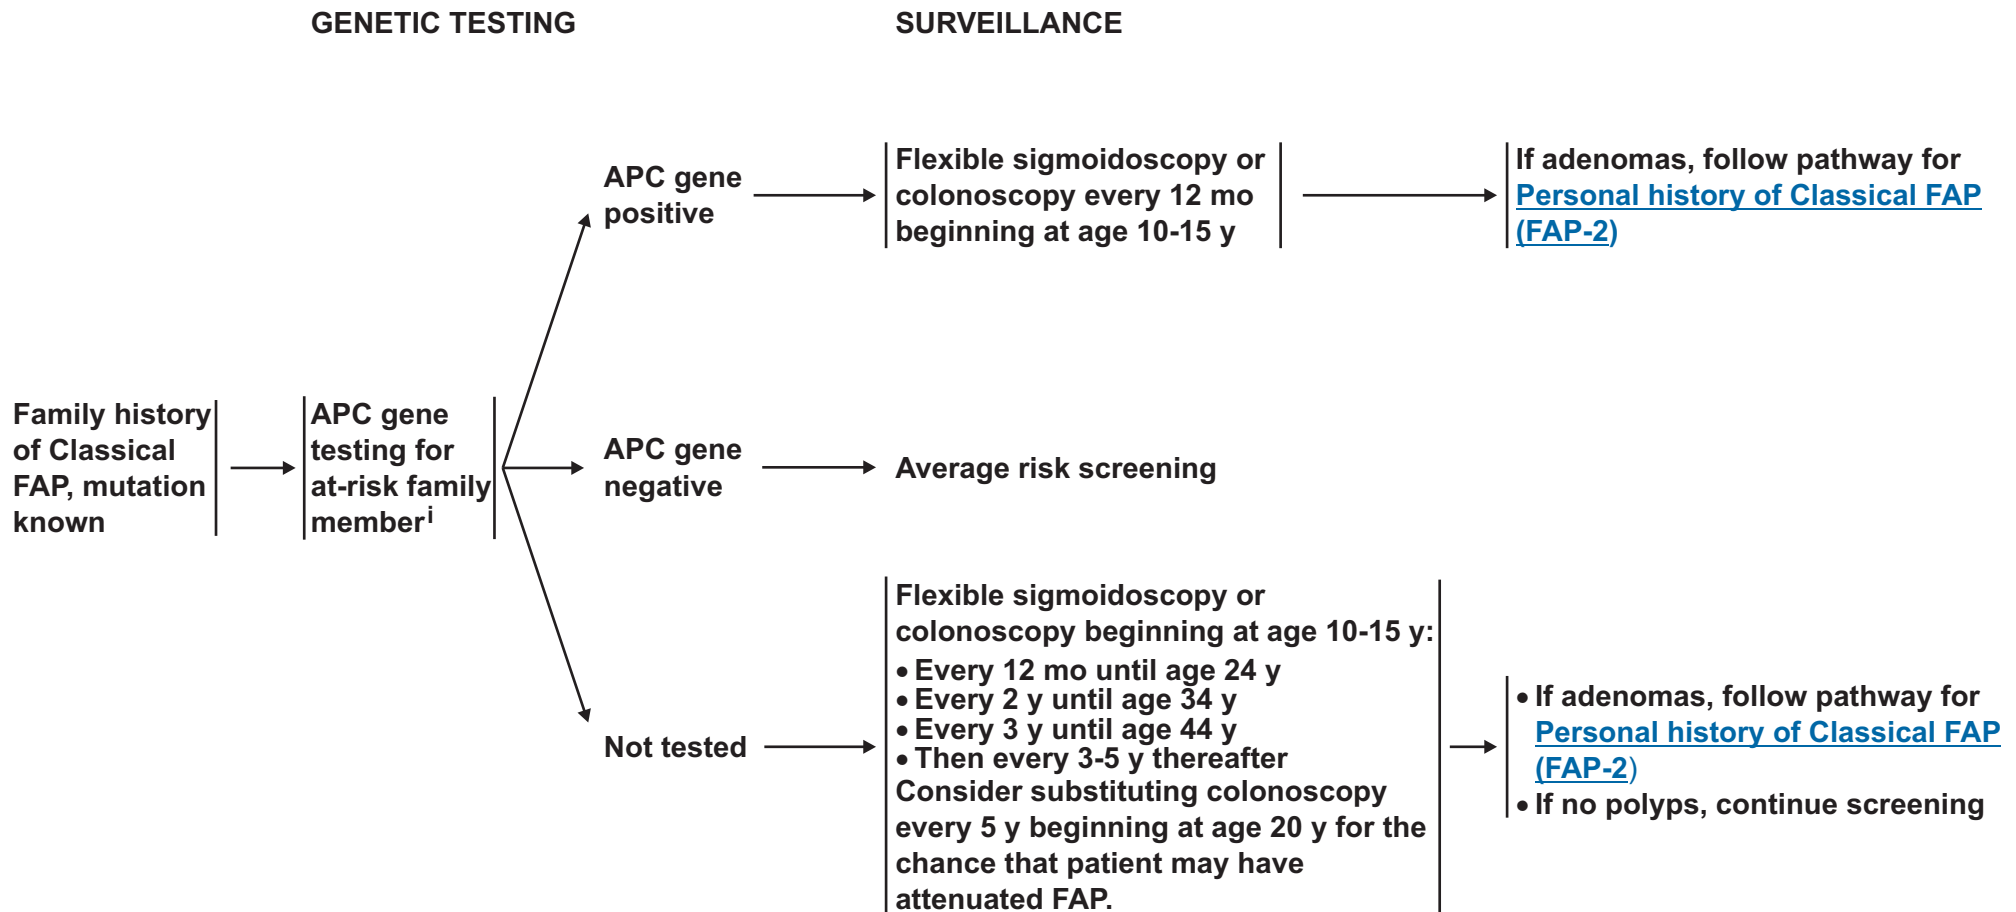 GENETIC TESTING
SURVEILLANCE
Family history
of Classical
FAP, mutation
known
APC gene
testing for
at-risk family
member i
APC gene
positive
Flexible sigmoidoscopy or
colonoscopy every 12 mo
beginning at age 10-15 y
If adenomas, follow pathway for
Personal history of Classical FAP
(FAP-2)
APC gene
negative
Average risk screening
Not tested
Flexible sigmoidoscopy or
colonoscopy beginning at age 10-15 y:
• Every 12 mo until age 24 y
• Every 2 y until age 34 y
• Every 3 y until age 44 y
• Then every 3-5 y thereafter
Consider substituting colonoscopy
every 5 y beginning at age 20 y for the
chance that patient may have
attenuated FAP.
• If adenomas, follow pathway for
Personal history of Classical FAP
(FAP-2)
• If no polyps, continue screening